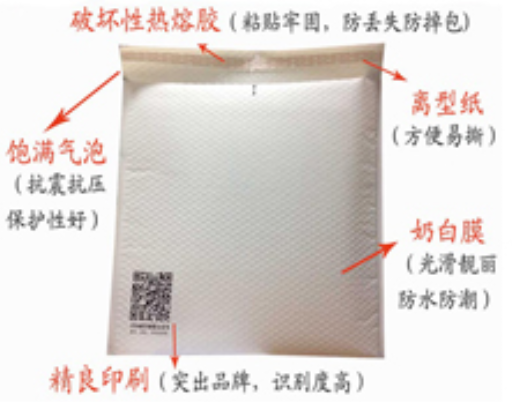 破坏性热熔胶（粘贴牢固，防丢失防掉包）
离型纸
（方便易撕）
饱满气泡
（抗震抗压
保护性好）
奶白膜
（光滑靓丽
防水防潮）
精良印刷（突出品牌，识别度高）